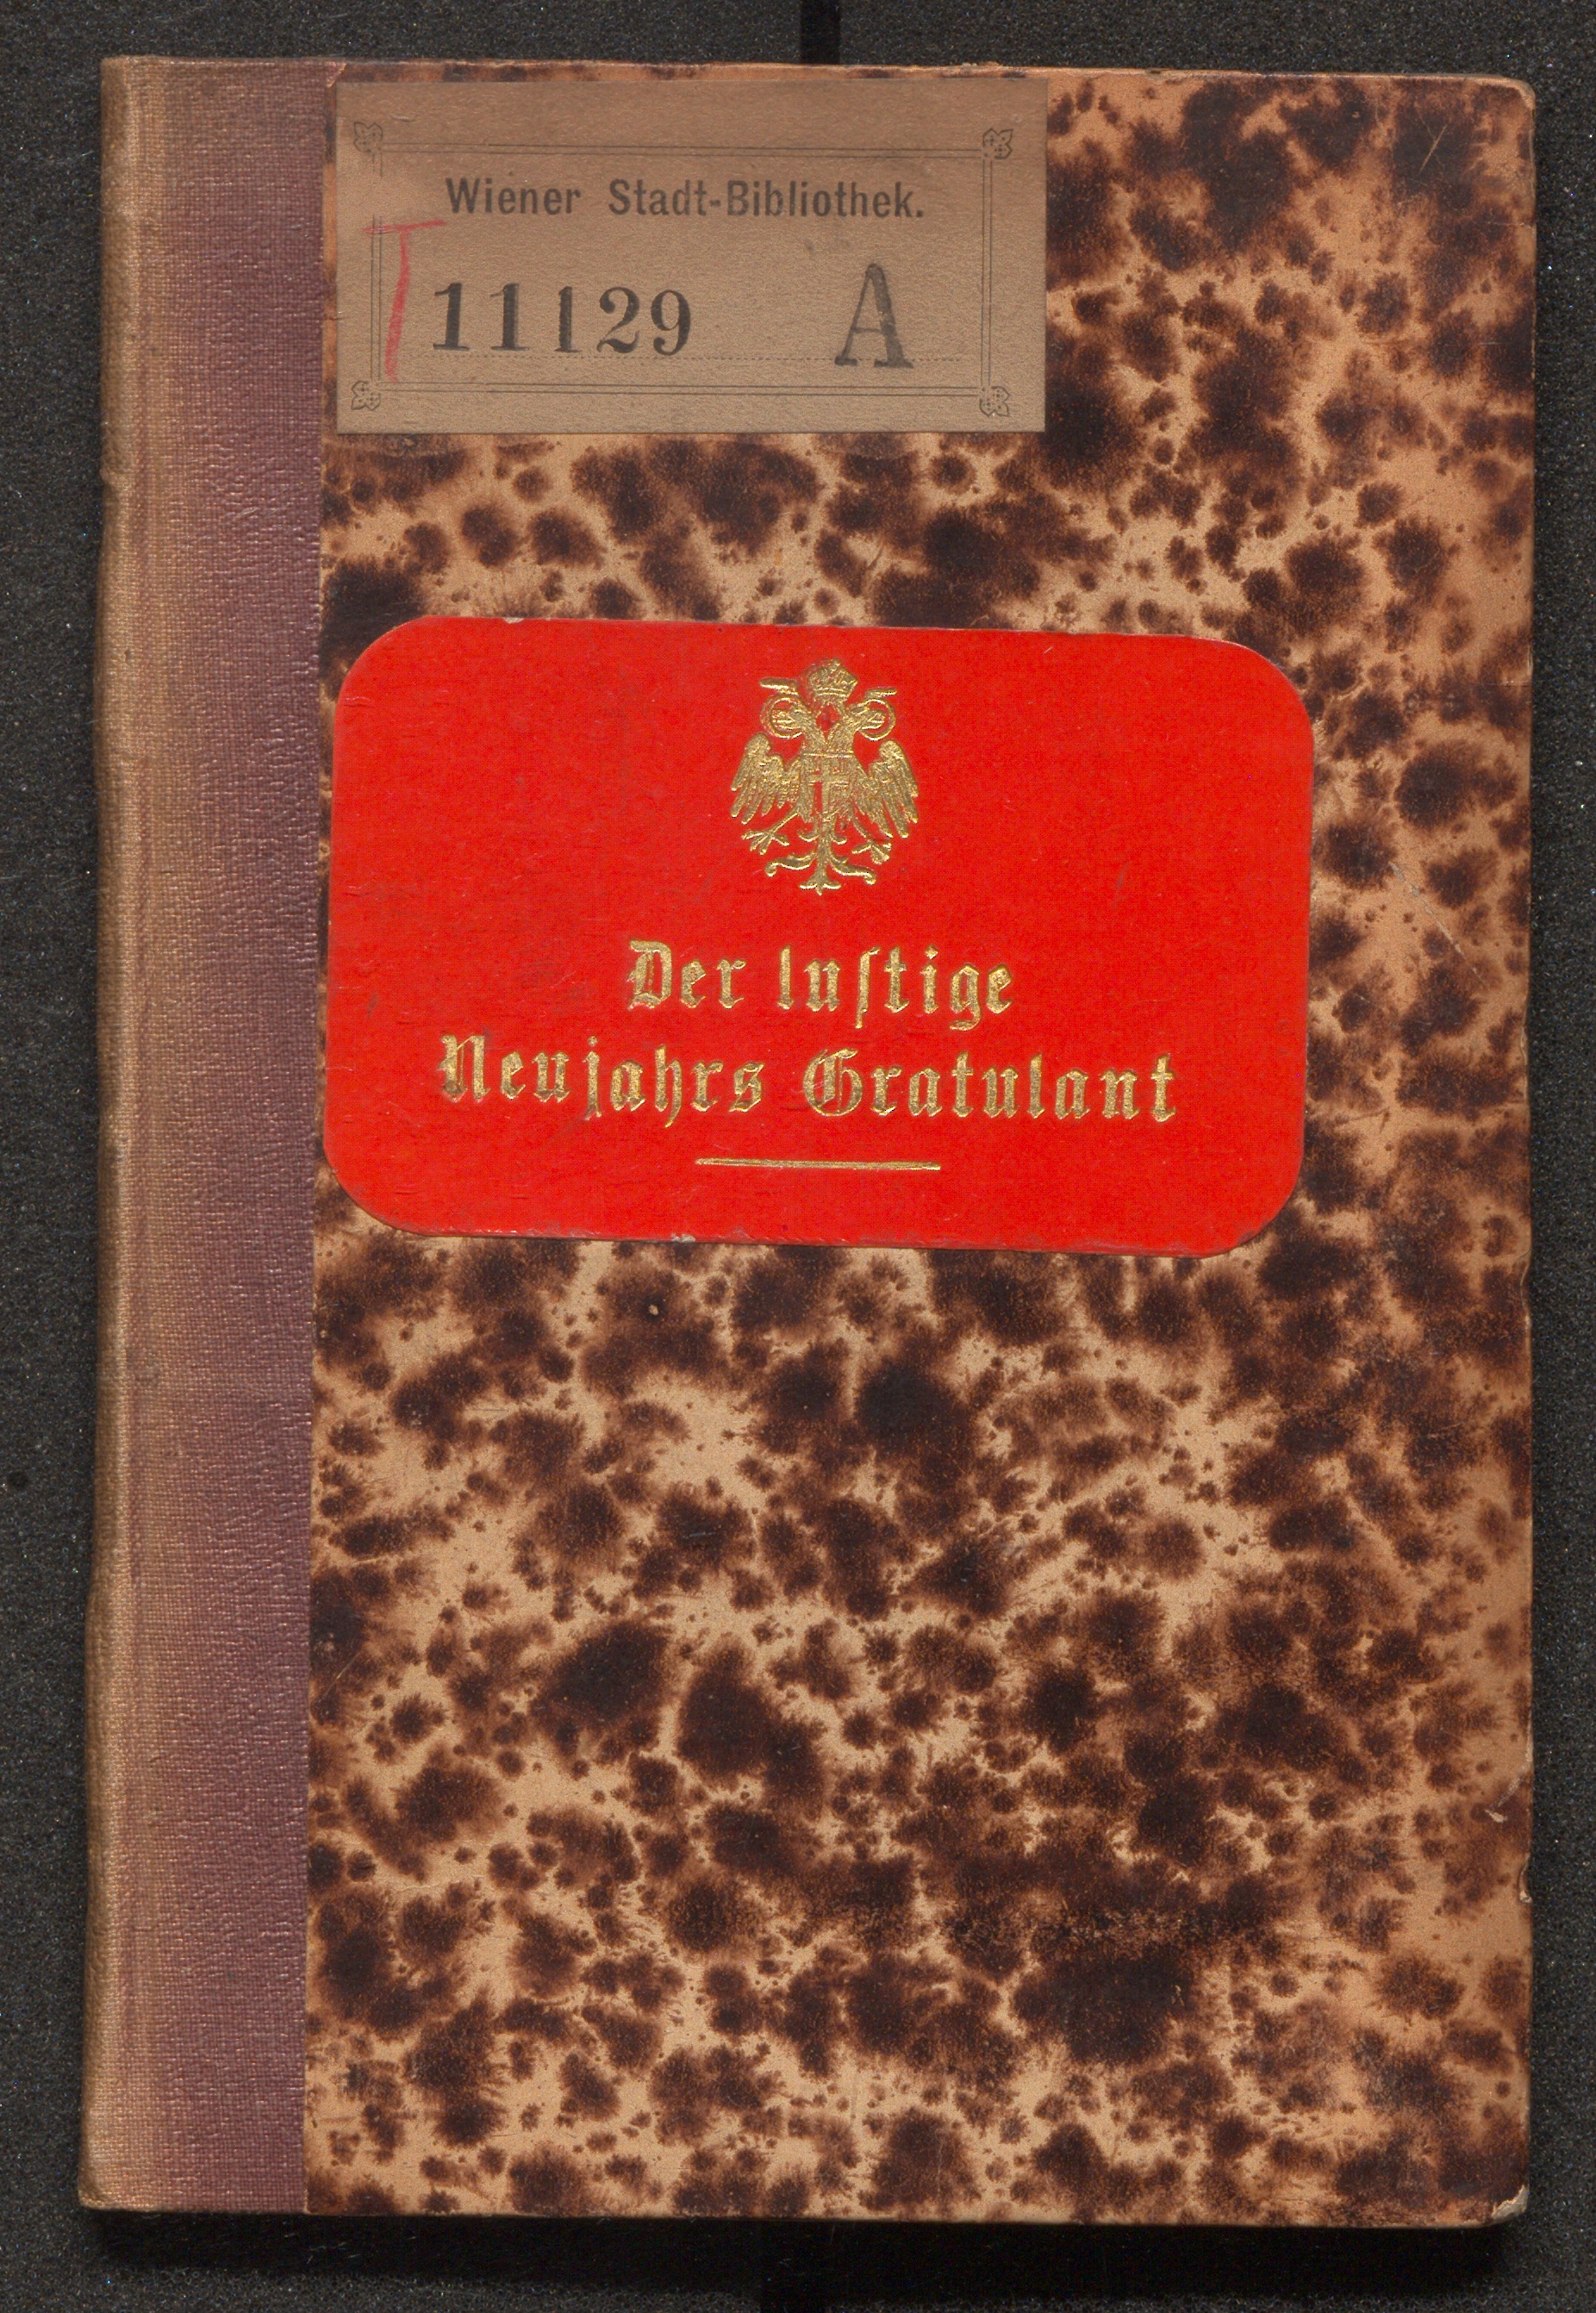 Wiener Stadt-Bibliothek.
T 11129 A
Der luſtige
Neujahrs Gratulant